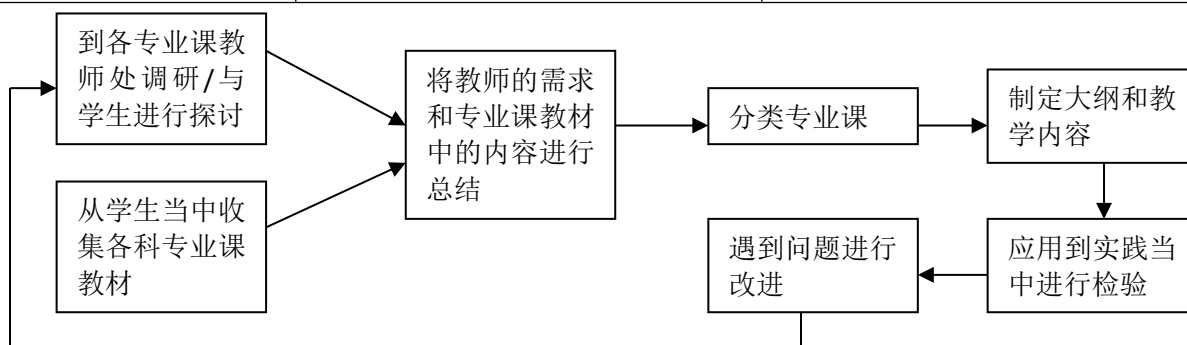 到各专业课教
师处调研/与
学生进行探讨
从学生当中收
集各科专业课
教材
将教师的需求
和专业课教材
中的内容进行
总结
分类专业课
制定大纲和教
学内容
应用到实践当
中进行检验
遇到问题进行
改进